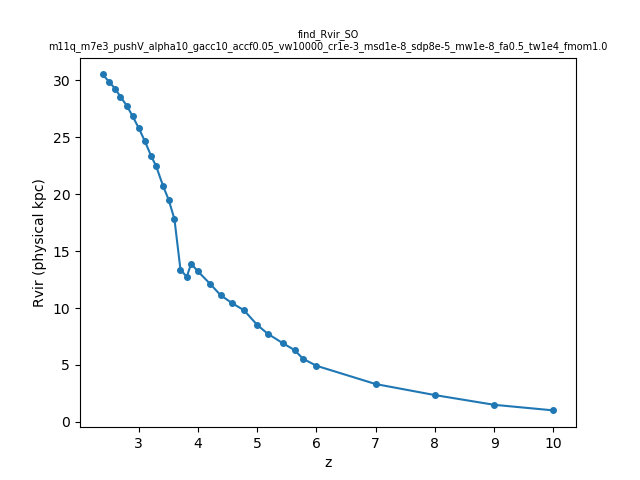 find_Rvir_SO
m11q_m7e3_pushV_alpha10_gacc10_accf0.05_vw10000_cr1e-3_msd1e-8_sdp8e-5_mw1e-8_fa0.5_tw1e4_fmom1.0
30
25
20
15
10
5
0
Rvir (physical kpc)
3 4 5 6 7 8 9 10
z